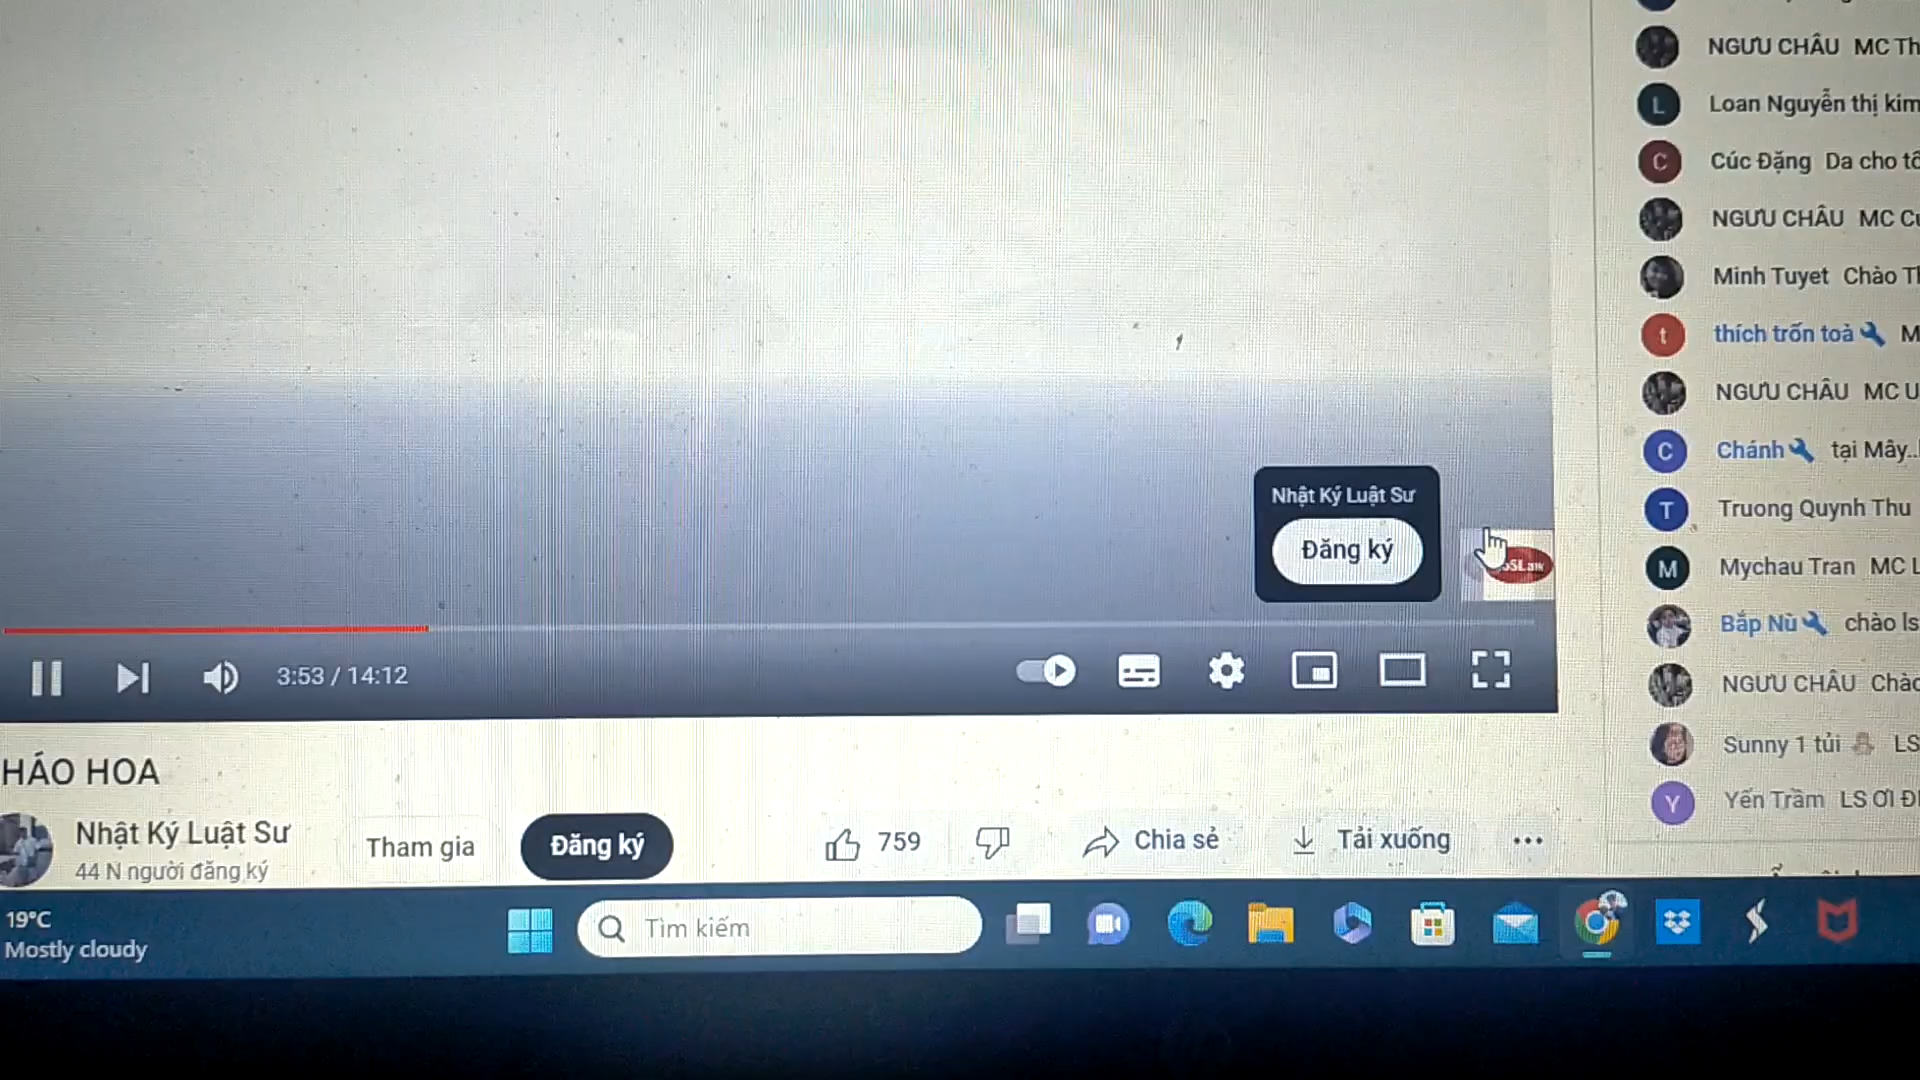 NGƯU CHÂU MC Th
Loan Nguyễn thị kim
Cúc Đặng Da cho tô
NGƯU CHÂU MC Cu
Minh Tuyet Chào Th
thích trốn toà M
NGƯU CHÂU MC U
Chánh tại Mây..
Truong Quynh Thu
Mychau Tran MC L
Bắp Nù chào ls
NGƯU CHÂU Chào
Sunny 1 túi LS
Yến Trầm LS ƠI Đ
Nhật Ký Luật Sư
Đăng ký
3:53 / 14:12
HÁO HOA
Nhật Ký Luật Sư
44 N người đăng ký
Tham gia
Đăng ký
759
Chia sẻ
Tải xuống
19°C
Mostly cloudy
Tìm kiếm